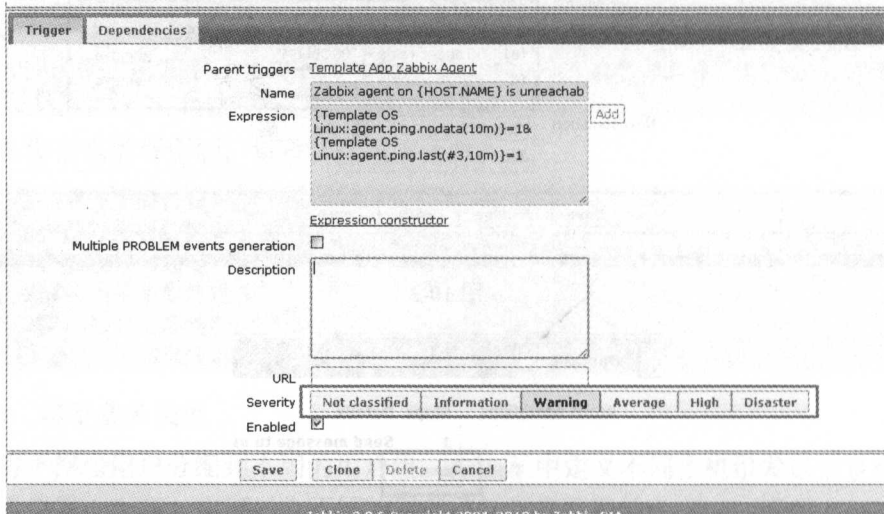 Trigger Dependencies
Parent triggers Template App Zabbix Agent
Name Zabbix agent on {HOST.NAME} is unreachab
Expression {Template OS
Linux:agent.ping.nodata(10m)}=1&
{Template OS
Linux:agent.ping.last(#3,10m)}=1
Add
Expression constructor
Multiple PROBLEM events generation
Description
URL
Severity Not classified Information Warning Average High Disaster
Enabled
Save Clone Delete Cancel